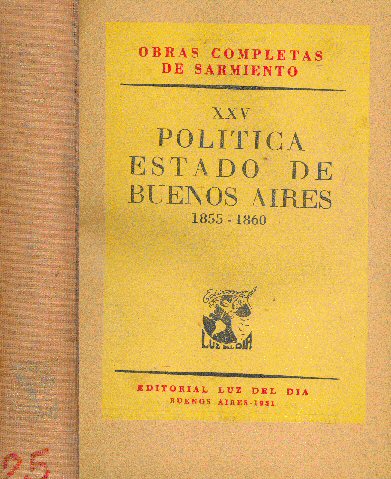 OBRAS COMPLETAS
DE SARMIENTO
XXV
POLITICA
ESTADO DE
BUENOS AIRES
1855 - 1860
LUZ DEL DIA
EDITORIAL LUZ DEL DIA
BUENOS AIRES - 1951
25